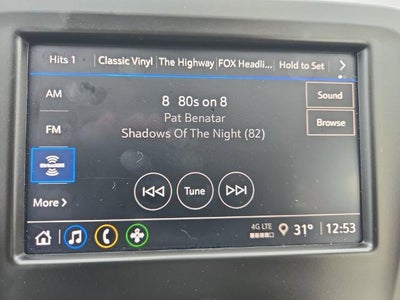 Hits 1 Classic Vinyl The Highway FOX Headli... Hold to Set
AM
8 80s on 8
Sound
Pat Benatar
FM
Shadows Of The Night (82)
Browse
Tune
More
4G LTE
31° 12:53